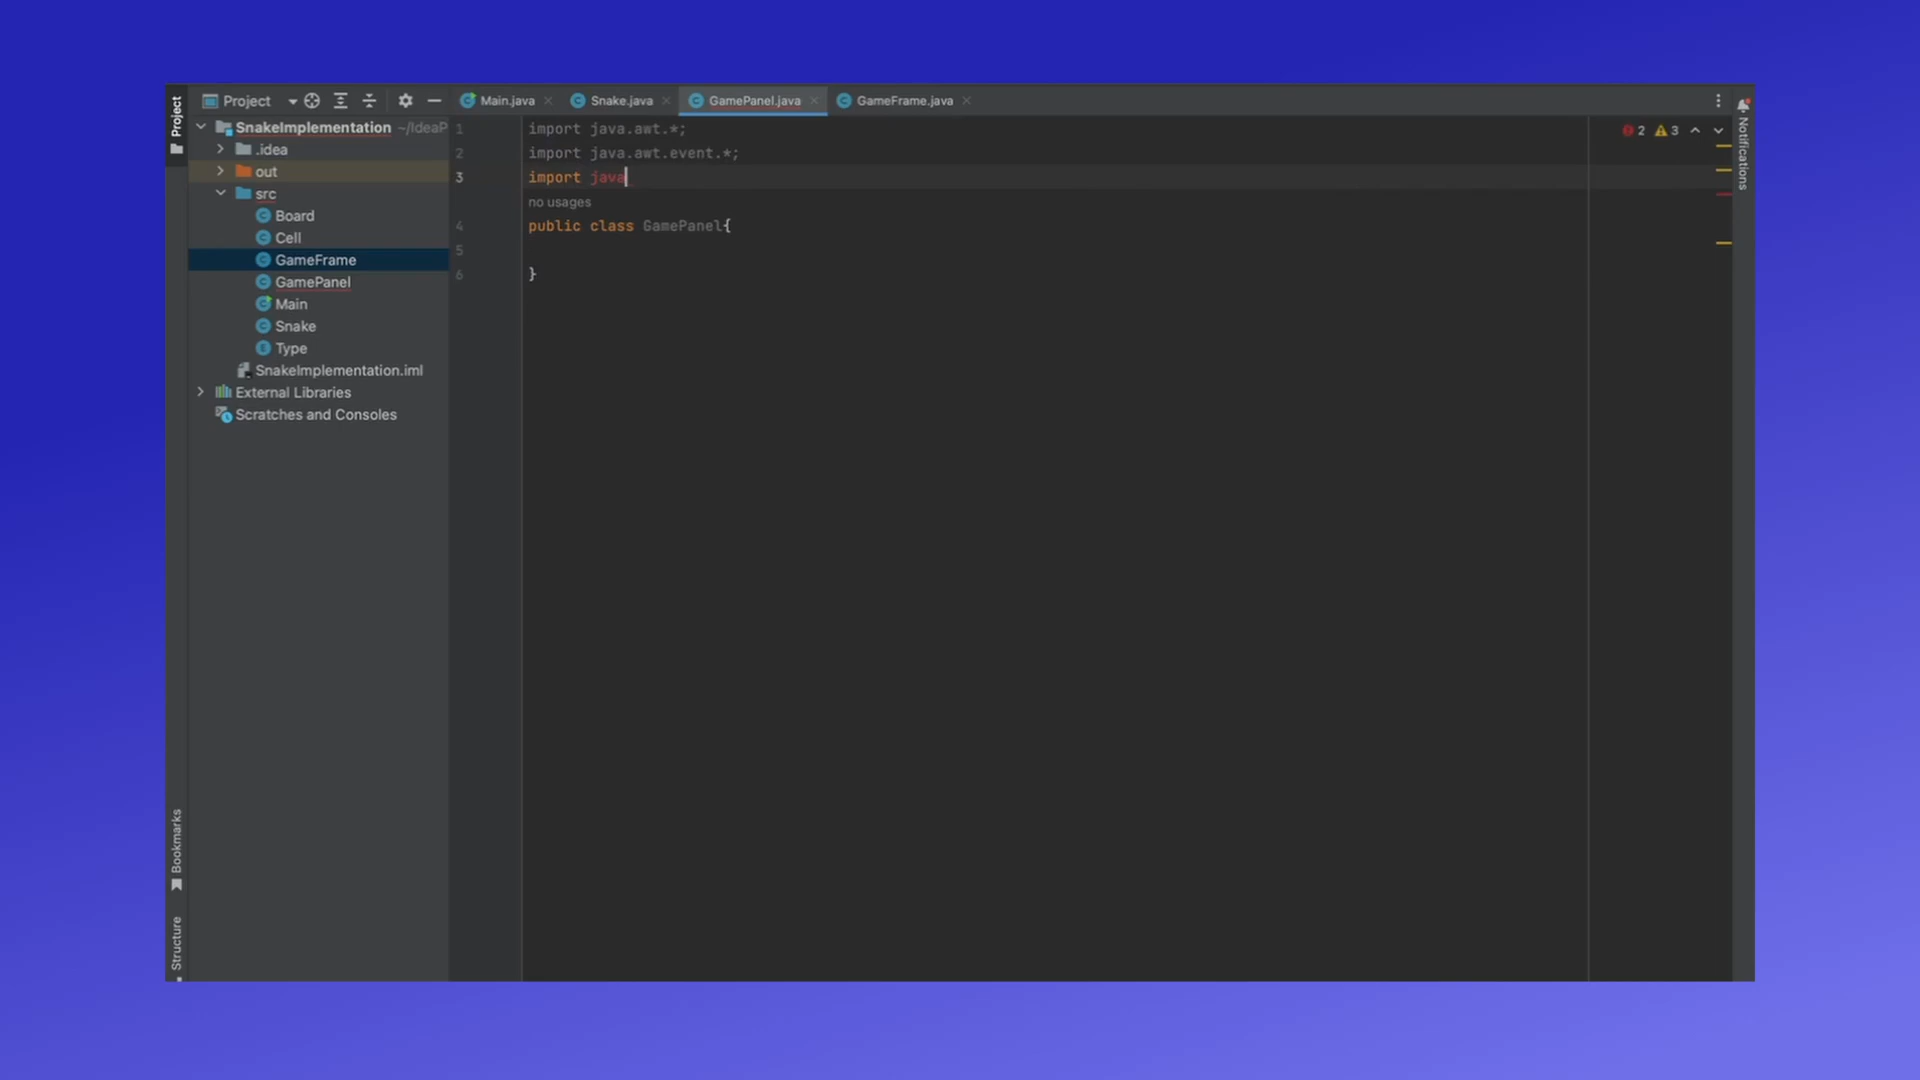 Project
Project
Main.java
Snake.java
GamePanel.java
GameFrame.java
SnakeImplementation ~/IdeaP
.idea
out
src
Board
Cell
GameFrame
GamePanel
Main
Snake
Type
SnakeImplementation.iml
External Libraries
Scratches and Consoles
1 import java.awt.*;
2 import java.awt.event.*;
3 import java
no usages
4 public class GamePanel{
5
6 }
2 3
Notifications
Bookmarks
Structure